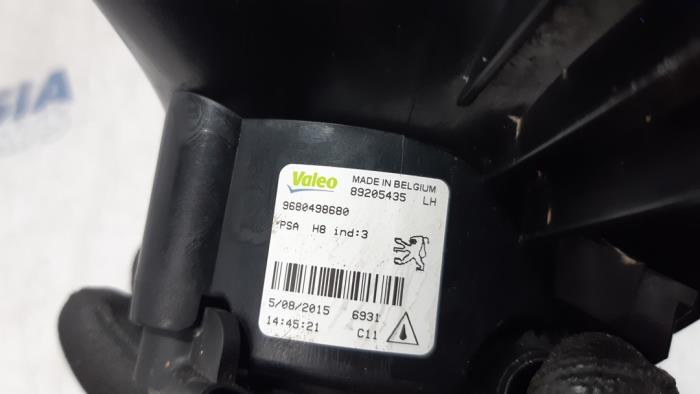 Valeo
MADE IN BELGIUM
89205435 LH
9680498680
PSA H8 ind:3
5/08/2015 6931
14:45:21 C11